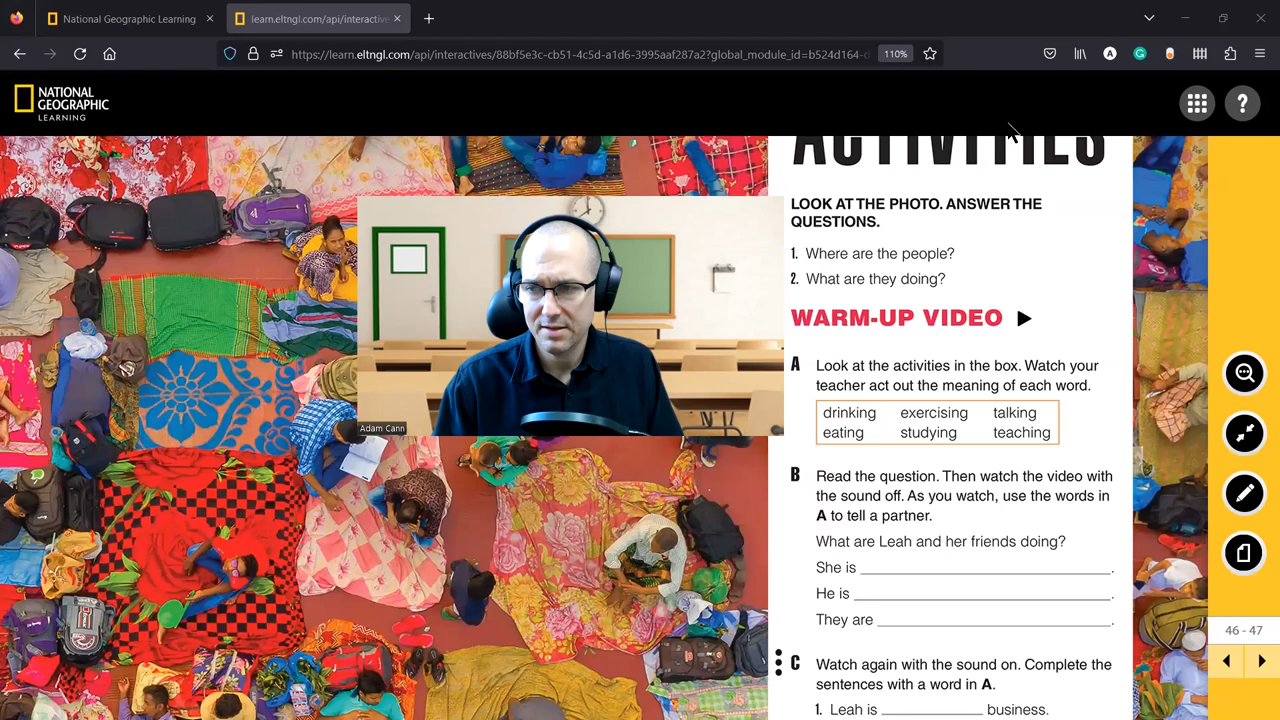 National Geographic Learning
learn.eltngl.com/api/interactive
https://learn.eltngl.com/api/interactives/88bf5e3c-cb51-4c5d-a1d6-3995aaf287a2?global_module_id=b524d164-
110%
NATIONAL
GEOGRAPHIC
LEARNING
ACTIVITIES
LOOK AT THE PHOTO. ANSWER THE
QUESTIONS.
1. Where are the people?
2. What are they doing?
WARM-UP VIDEO
A Look at the activities in the box. Watch your
teacher act out the meaning of each word.
drinking exercising talking
eating studying teaching
Adam Cann
B Read the question. Then watch the video with
the sound off. As you watch, use the words in
A to tell a partner.
What are Leah and her friends doing?
She is ______.
He is ______.
They are ______.
C Watch again with the sound on. Complete the
sentences with a word in A.
1. Leah is ______ business.
46 - 47